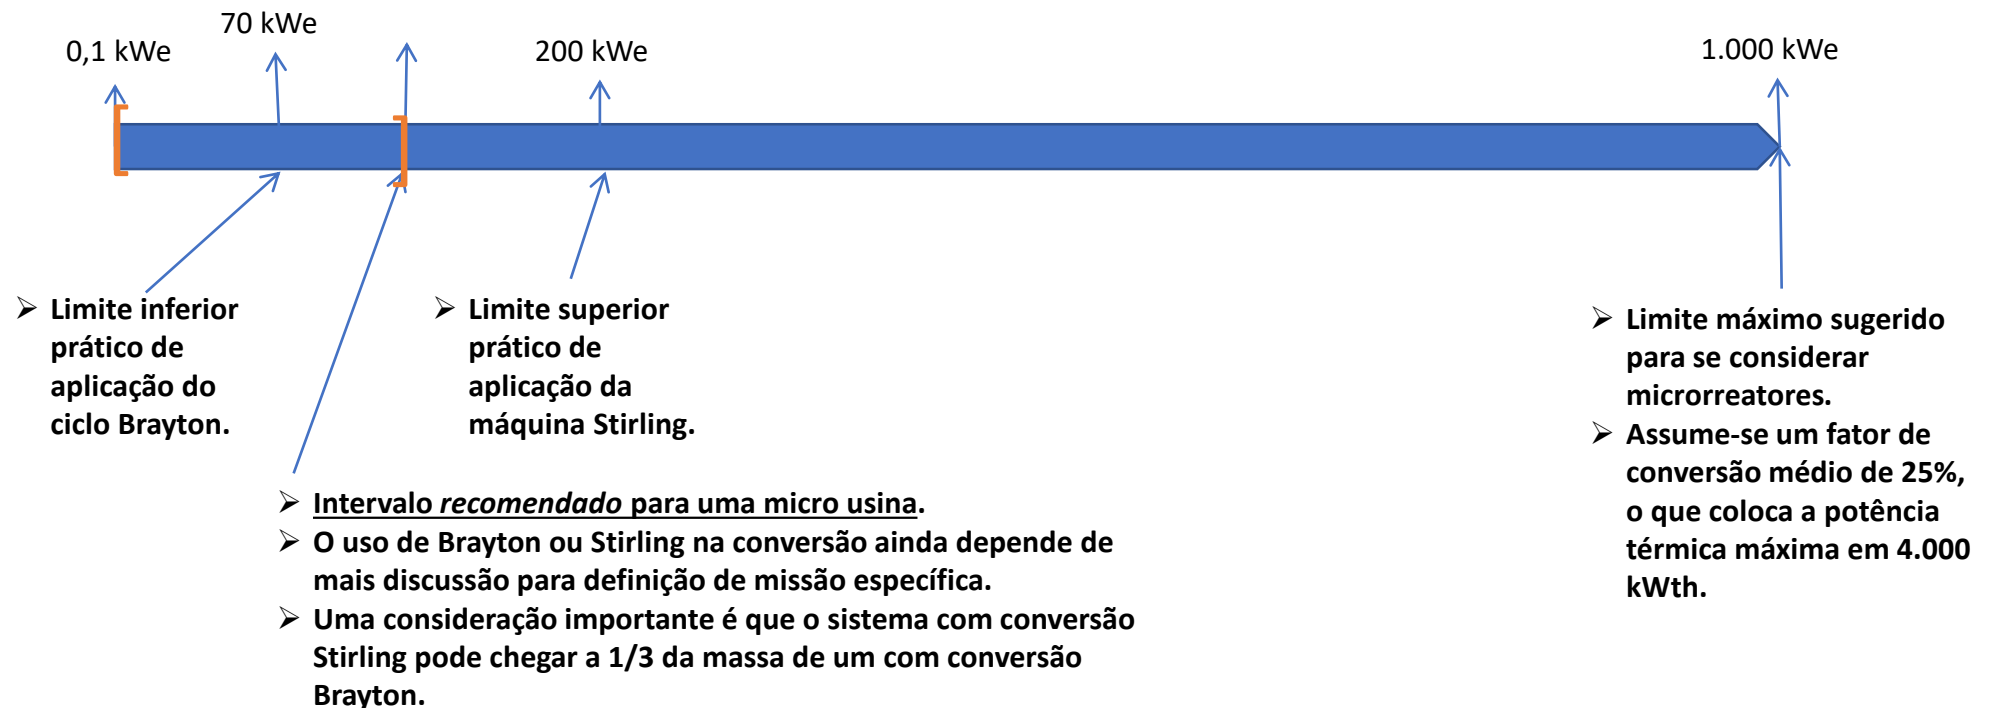 0,1 kWe
70 kWe
200 kWe
1.000 kWe
➢ Limite inferior
prático de
aplicação do
ciclo Brayton.
➢ Limite superior
prático de
aplicação da
máquina Stirling.
➢ Intervalo recomendado para uma micro usina.
➢ O uso de Brayton ou Stirling na conversão ainda depende de
mais discussão para definição de missão específica.
➢ Uma consideração importante é que o sistema com conversão
Stirling pode chegar a 1/3 da massa de um com conversão
Brayton.
➢ Limite máximo sugerido
para se considerar
microrreatores.
➢ Assume-se um fator de
conversão médio de 25%,
o que coloca a potência
térmica máxima em 4.000
kWth.